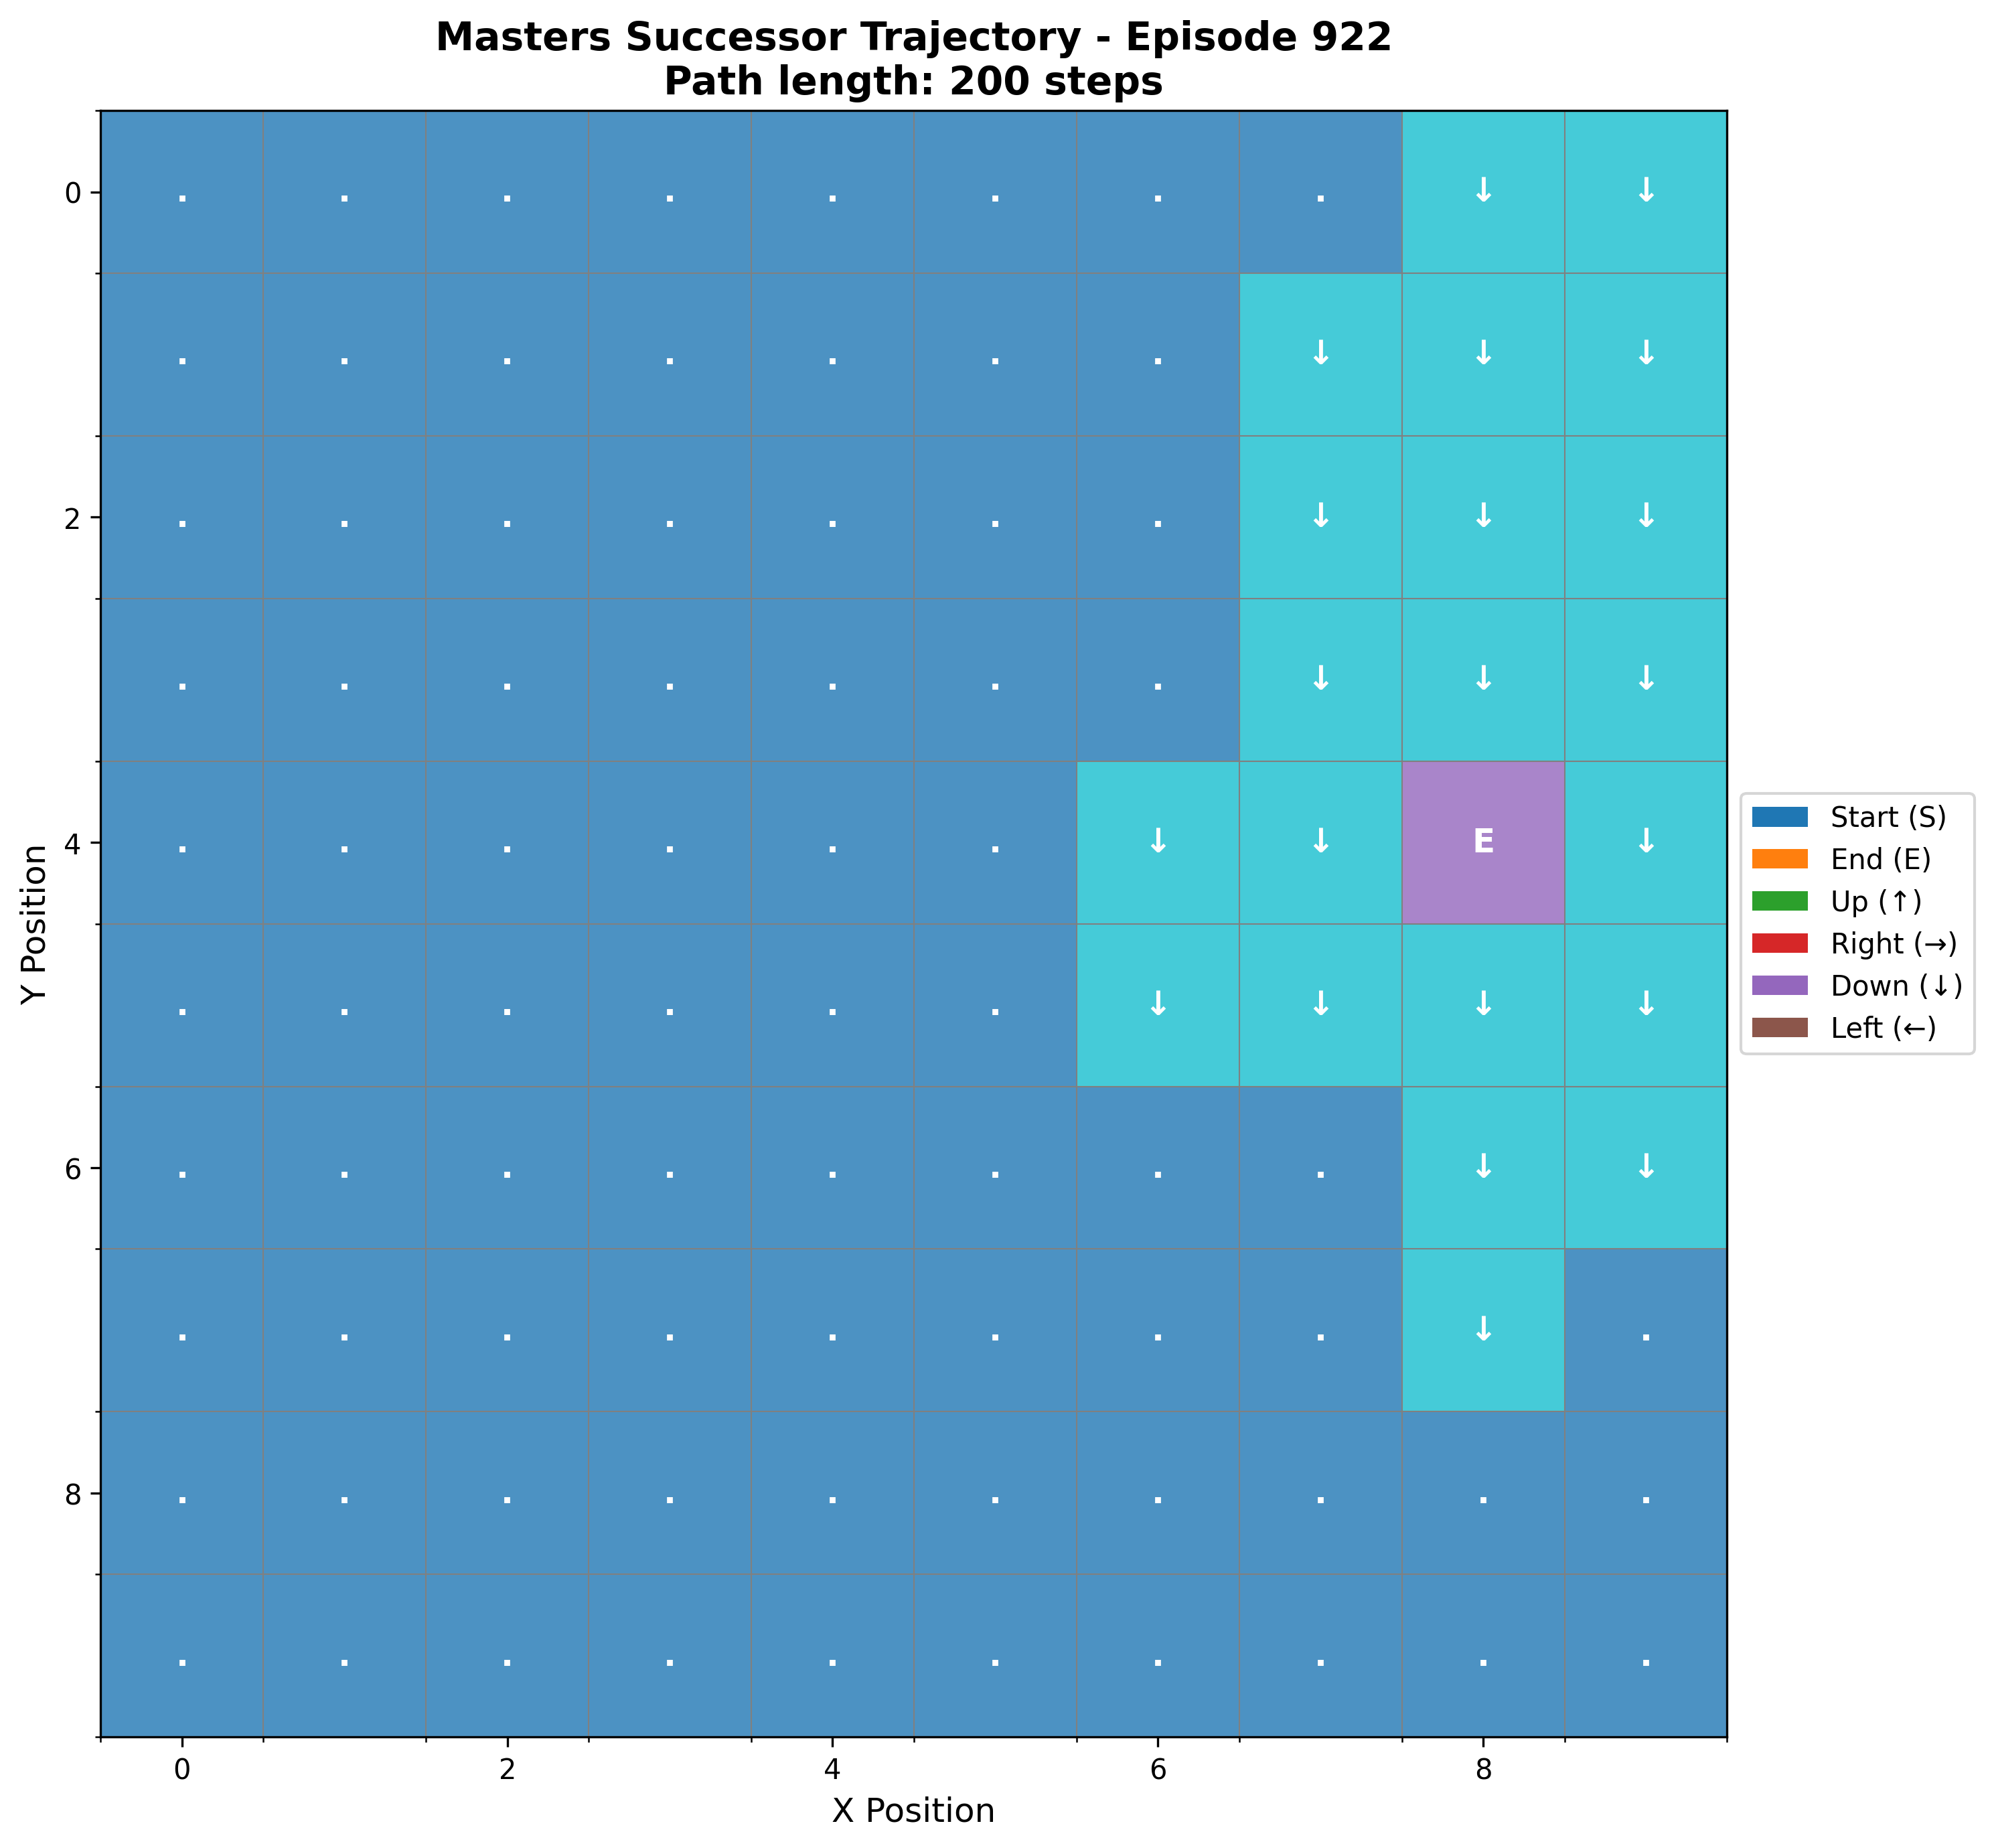 Masters Successor Trajectory - Episode 922
Path length: 200 steps
0 . . . . . . . . ↓ ↓
. . . . . . . ↓ ↓ ↓
2 . . . . . . . ↓ ↓ ↓
. . . . . . . ↓ ↓ ↓
4 . . . . . . ↓ ↓ E ↓
. . . . . . ↓ ↓ ↓ ↓
6 . . . . . . . . ↓ ↓
. . . . . . . . ↓ .
8 . . . . . . . . . .
. . . . . . . . . .
0 2 4 6 8
X Position
Y Position
Start (S)
End (E)
Up (↑)
Right (→)
Down (↓)
Left (←)